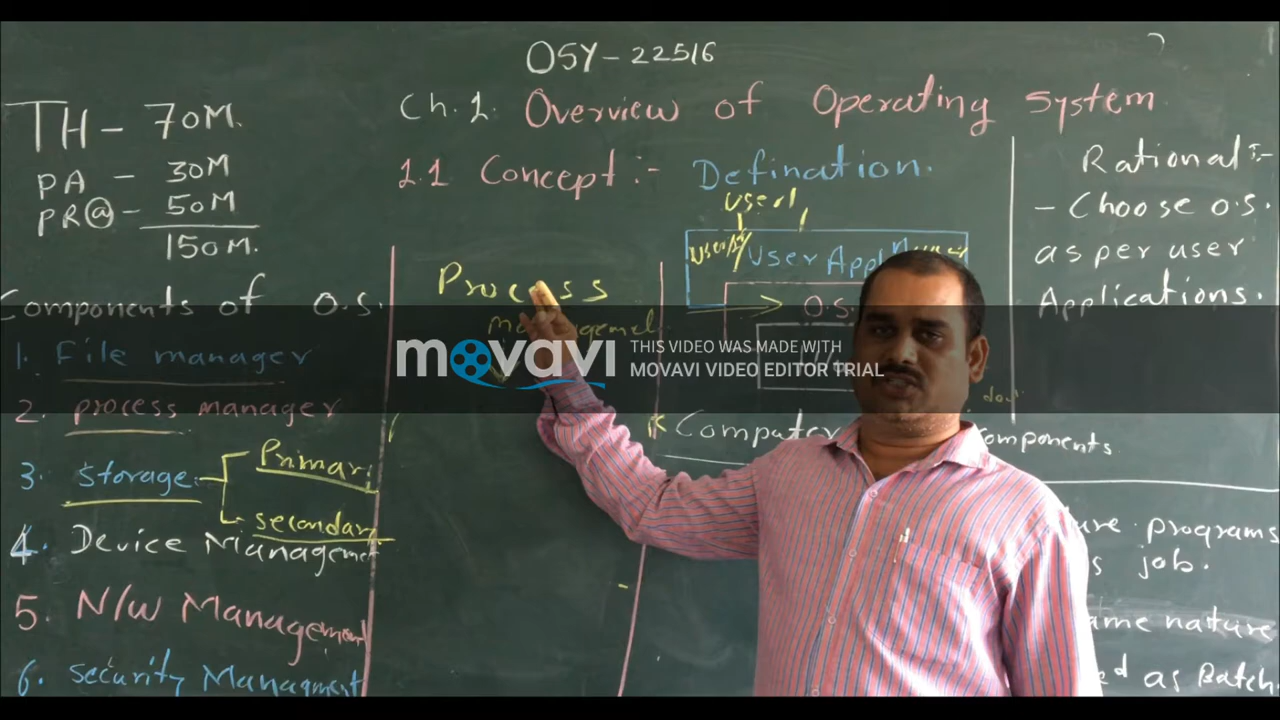 OSY-22516
TH - 70M.
PA - 30M
PR@ - 50M
150M.
Ch.1. Overview of Operating System
1.1 Concept :- Defination.
Components of O.S.
1. File manager
2. process manager
3. storage
Primary
secondary
4. Device Management
5. N/W Management
6. security Managment
Process
managemet
user1
User Appl
O.S.
Computer
components
Rational :-
- Choose O.S.
as per user
Applications.
programs
job.
nature
as Batch.
movavi
THIS VIDEO WAS MADE WITH
MOVAVI VIDEO EDITOR TRIAL